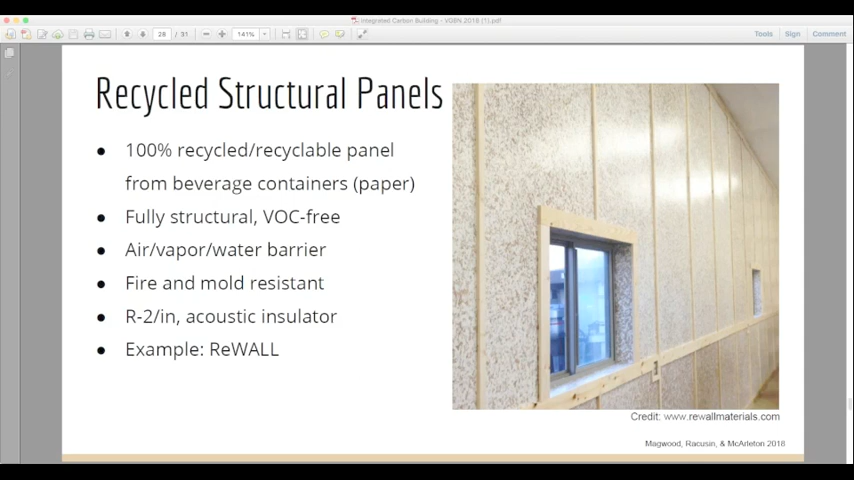 Integrated Carbon Building - VGBN 2018 (1).pdf
28 / 31
141%
Tools
Sign
Comment
Recycled Structural Panels
● 100% recycled/recyclable panel
from beverage containers (paper)
● Fully structural, VOC-free
● Air/vapor/water barrier
● Fire and mold resistant
● R-2/in, acoustic insulator
● Example: ReWALL
Credit: www.rewallmaterials.com
Magwood, Racusin, & McArleton 2018